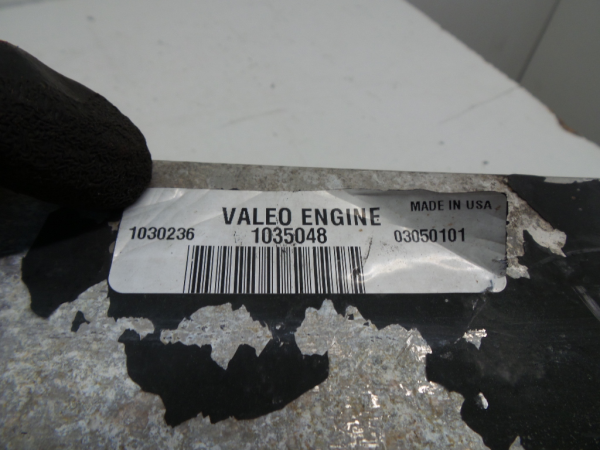 VALEO ENGINE MADE IN USA
1030236 1035048 03050101